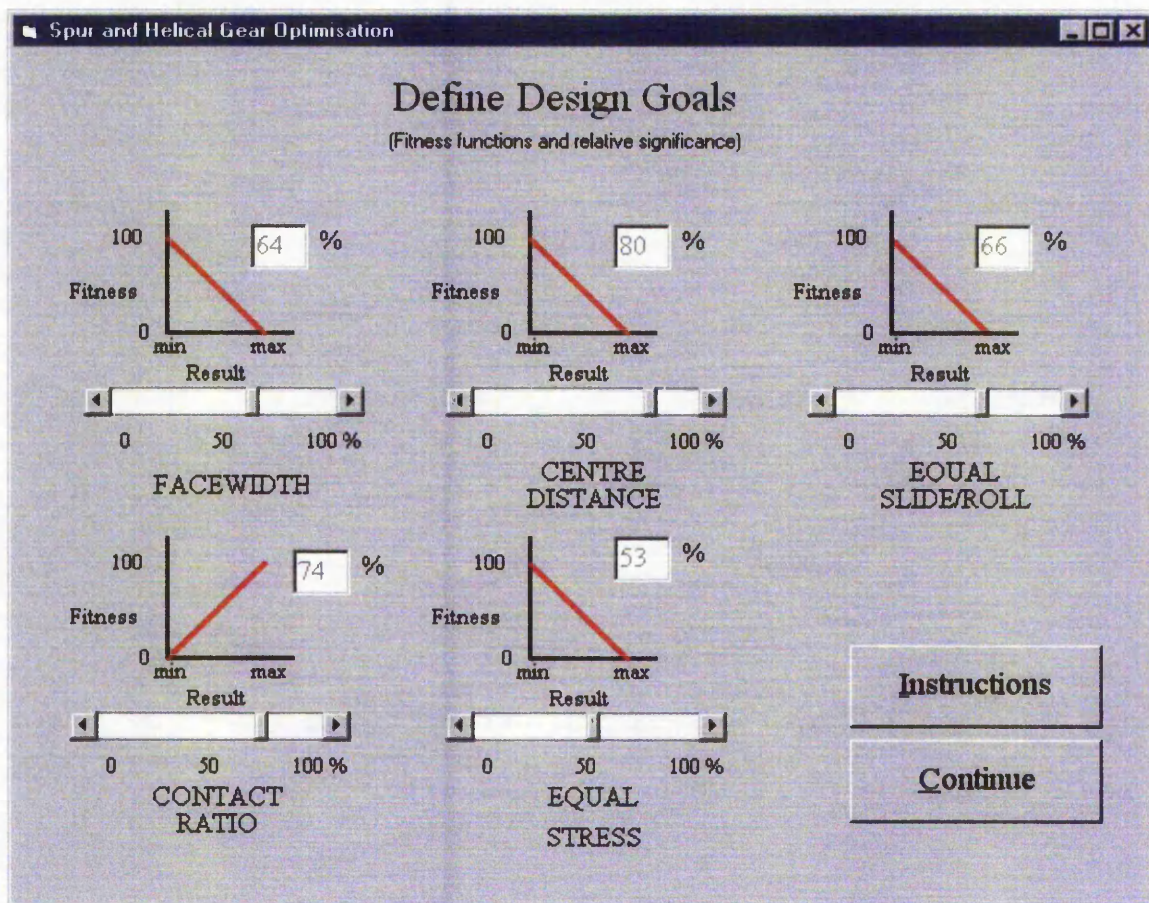 Spur and Helical Gear Optimisation
Define Design Goals
(Fitness functions and relative significance)
100
64 %
Fitness
0
min max
Result
0 50 100 %
FACEWIDTH
100
80 %
Fitness
0
min max
Result
0 50 100 %
CENTRE
DISTANCE
100
66 %
Fitness
0
min max
Result
0 50 100 %
EQUAL
SLIDE/ROLL
100
74 %
Fitness
0
min max
Result
0 50 100 %
CONTACT
RATIO
100
53 %
Fitness
0
min max
Result
0 50 100 %
EQUAL
STRESS
Instructions
Continue